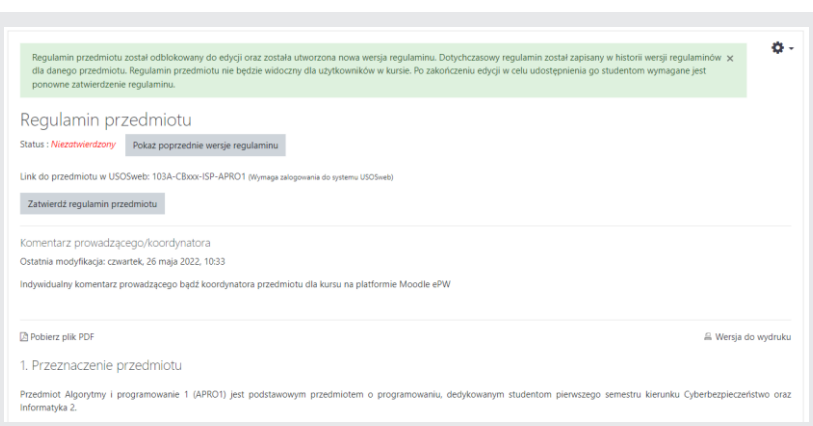 Regulamin przedmiotu został odblokowany do edycji oraz została utworzona nowa wersja regulaminu. Dotychczasowy regulamin został zapisany w historii wersji regulaminów ×
dla danego przedmiotu. Regulamin przedmiotu nie będzie widoczny dla użytkowników w kursie. Po zakończeniu edycji w celu udostępnienia go studentom wymagane jest
ponowne zatwierdzenie regulaminu.
Regulamin przedmiotu
Status : Niezatwierdzony Pokaż poprzednie wersje regulaminu
Link do przedmiotu w USOSweb: 103A-CBxxx-ISP-APRO1 (Wymaga zalogowania do systemu USOSweb)
Zatwierdź regulamin przedmiotu
Komentarz prowadzącego/koordynatora
Ostatnia modyfikacja: czwartek, 26 maja 2022, 10:33
Indywidualny komentarz prowadzącego bądź koordynatora przedmiotu dla kursu na platformie Moodle ePW
Pobierz plik PDF Wersja do wydruku
1. Przeznaczenie przedmiotu
Przedmiot Algorytmy i programowanie 1 (APRO1) jest podstawowym przedmiotem o programowaniu, dedykowanym studentom pierwszego semestru kierunku Cyberbezpieczeństwo oraz
Informatyka 2.